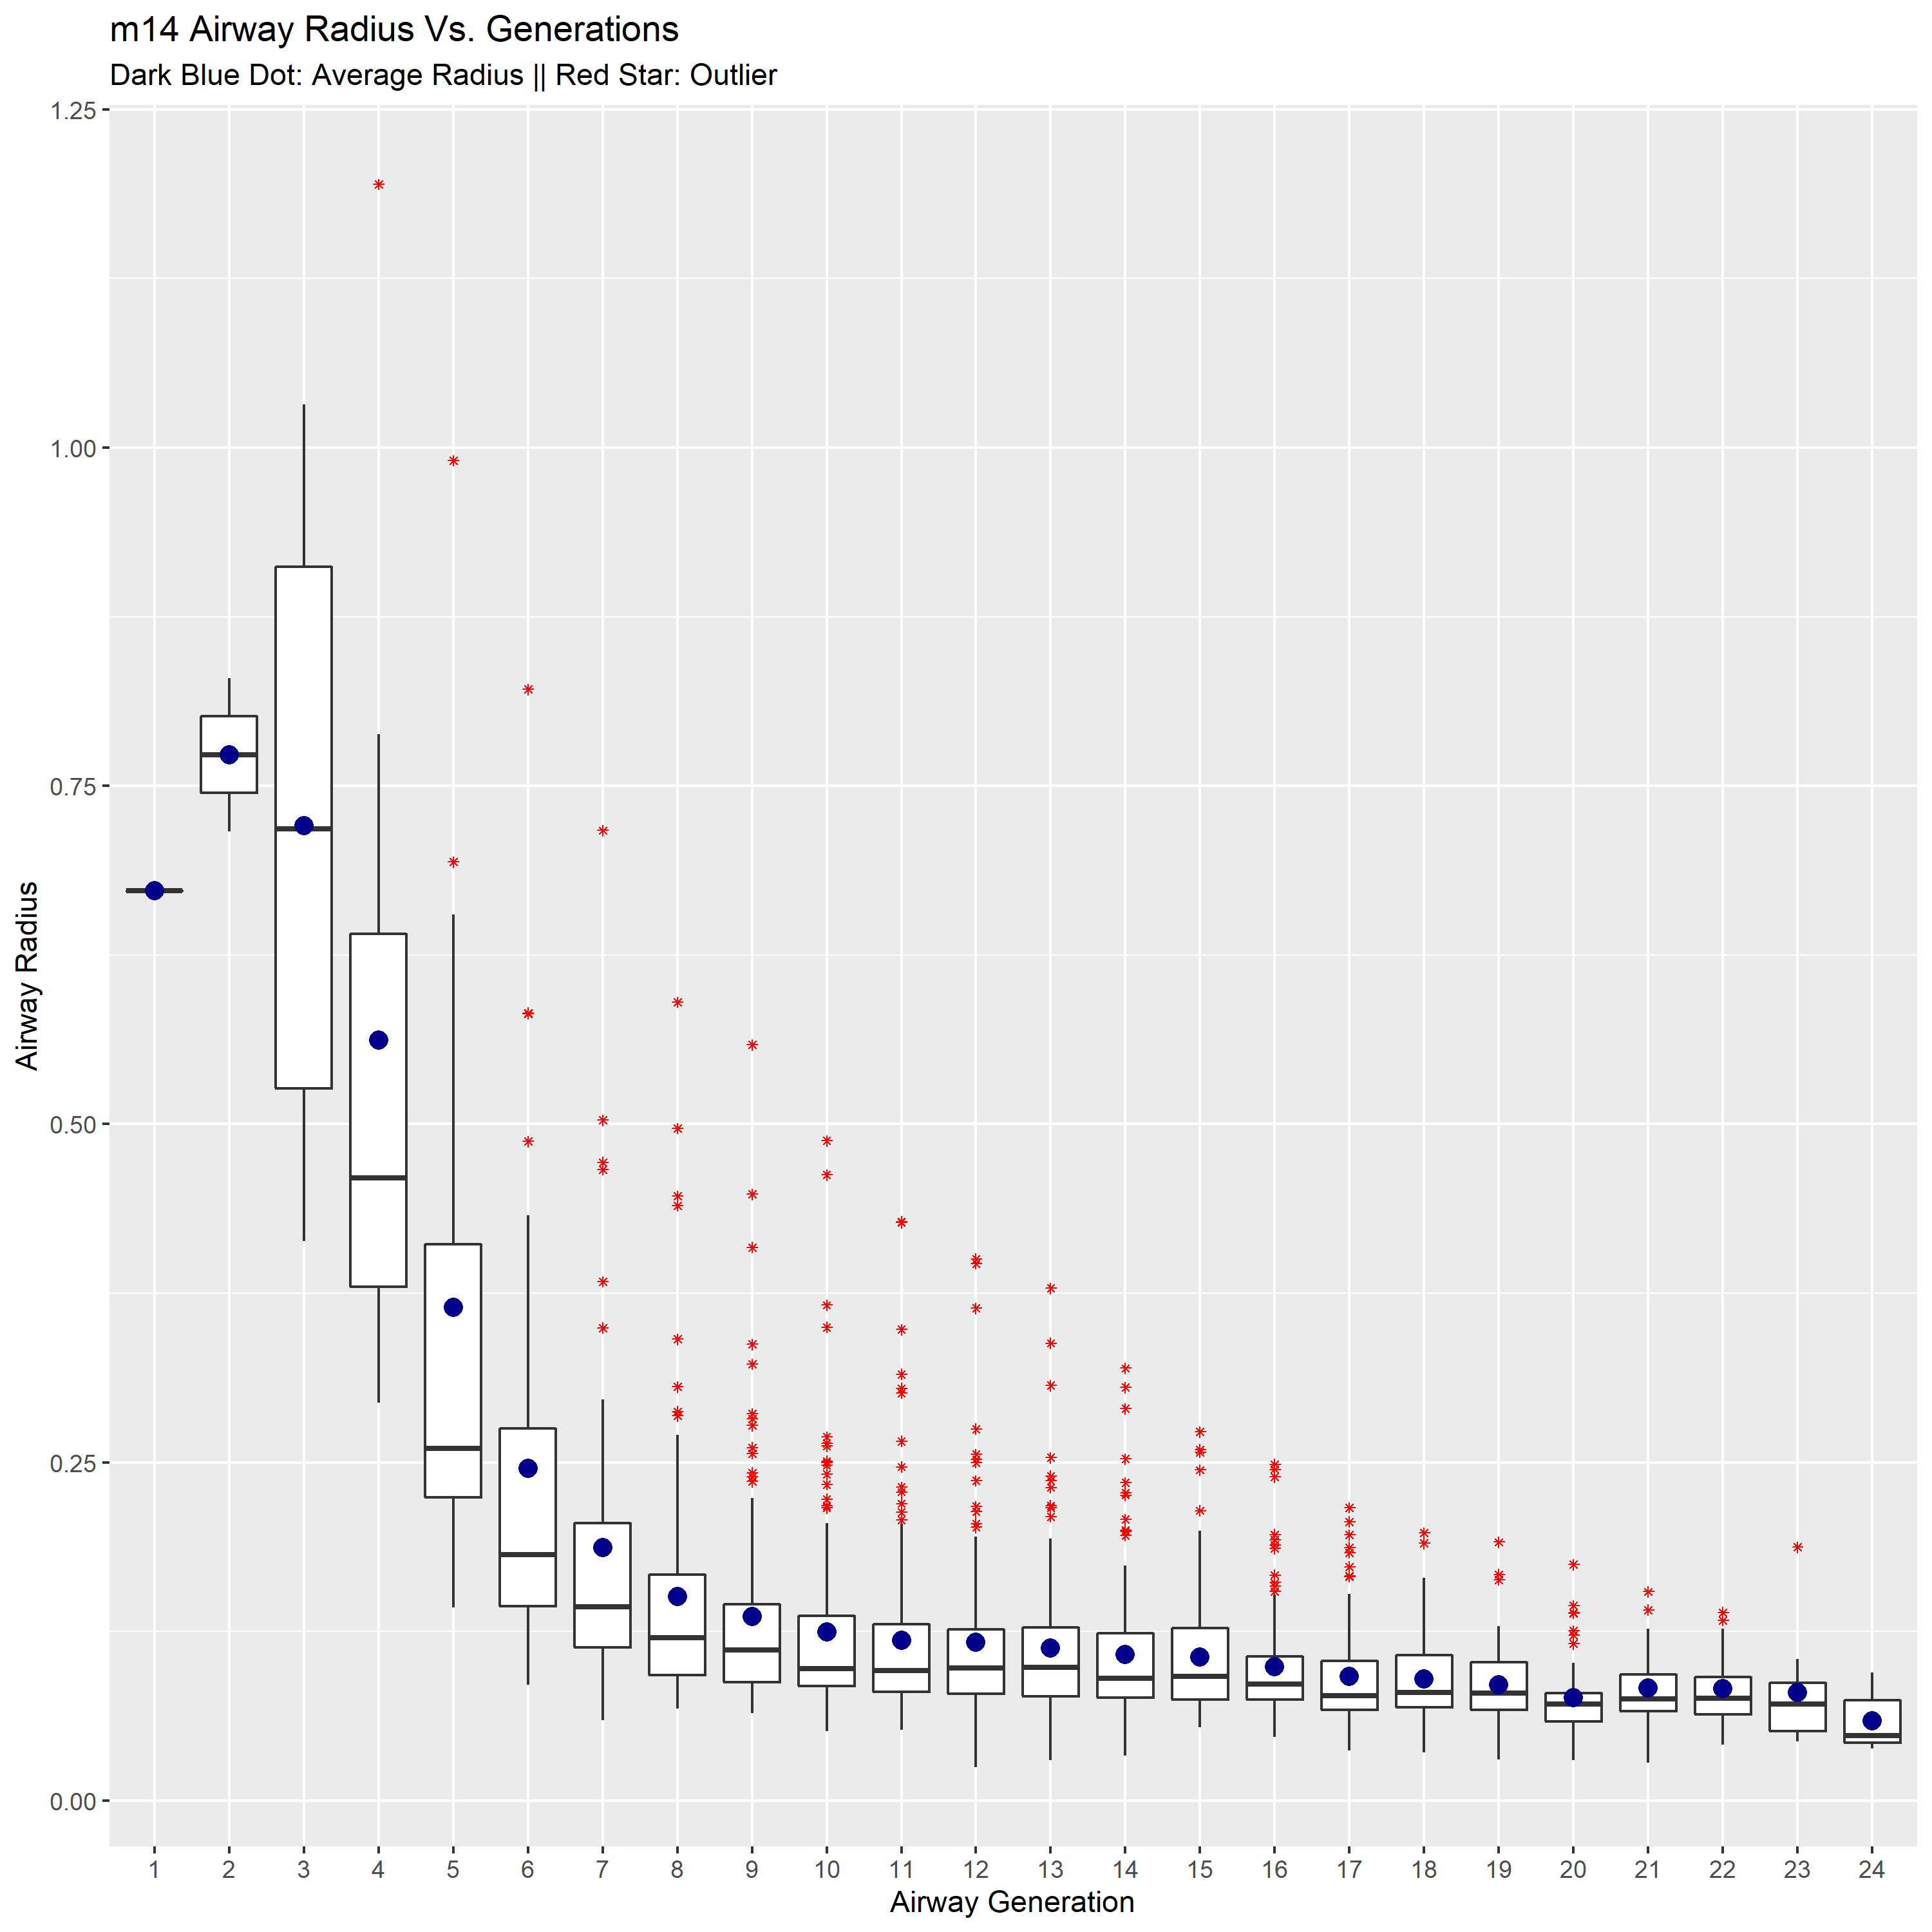 m14 Airway Radius Vs. Generations
Dark Blue Dot: Average Radius || Red Star: Outlier
1.25
1.00
0.75
0.50
0.25
0.00
Airway Radius
1 2 3 4 5 6 7 8 9 10 11 12 13 14 15 16 17 18 19 20 21 22 23 24
Airway Generation